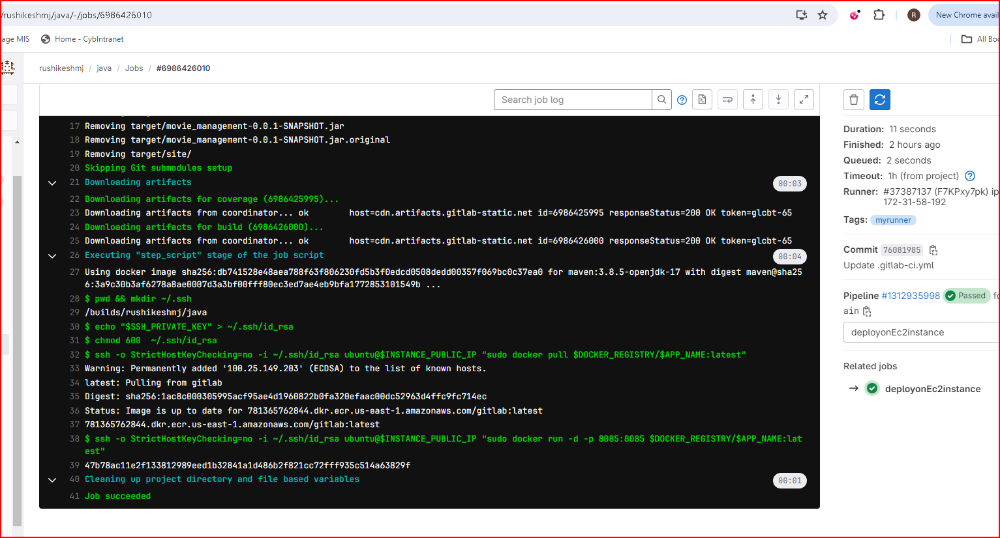 /rushikeshmj/java/-/jobs/6986426010
R
New Chrome avail
age MIS
Home - CybIntranet
All Boo
rushikeshmj / java / Jobs / #6986426010
Search job log
17 Removing target/movie_management-0.0.1-SNAPSHOT.jar
18 Removing target/movie_management-0.0.1-SNAPSHOT.jar.original
19 Removing target/site/
20 Skipping Git submodules setup
21 Downloading artifacts 00:03
22 Downloading artifacts for coverage (6986425995)...
23 Downloading artifacts from coordinator... ok host=cdn.artifacts.gitlab-static.net id=6986425995 responseStatus=200 OK token=glcbt-65
24 Downloading artifacts for build (6986426000)...
25 Downloading artifacts from coordinator... ok host=cdn.artifacts.gitlab-static.net id=6986426000 responseStatus=200 OK token=glcbt-65
26 Executing "step_script" stage of the job script 00:04
27 Using docker image sha256:db741528e48aea788f63f806230fd5b3f0edcd0508dedd00357f069bc0c37ea0 for maven:3.8.5-openjdk-17 with digest maven@sha25
6:3a9c30b3af6278a8ae0007d3a3bf00fff80ec3ed7ae4eb9bfa1772853101549b ...
28 $ pwd && mkdir ~/.ssh
29 /builds/rushikeshmj/java
30 $ echo "$SSH_PRIVATE_KEY" > ~/.ssh/id_rsa
31 $ chmod 600 ~/.ssh/id_rsa
32 $ ssh -o StrictHostKeyChecking=no -i ~/.ssh/id_rsa ubuntu@$INSTANCE_PUBLIC_IP "sudo docker pull $DOCKER_REGISTRY/$APP_NAME:latest"
33 Warning: Permanently added '100.25.149.203' (ECDSA) to the list of known hosts.
34 latest: Pulling from gitlab
35 Digest: sha256:1ac8c000305995acf95ae4d1960822b0fa320efaac00dc52963d4ffc9fc714ec
36 Status: Image is up to date for 781365762844.dkr.ecr.us-east-1.amazonaws.com/gitlab:latest
37 781365762844.dkr.ecr.us-east-1.amazonaws.com/gitlab:latest
38 $ ssh -o StrictHostKeyChecking=no -i ~/.ssh/id_rsa ubuntu@$INSTANCE_PUBLIC_IP "sudo docker run -d -p 8085:8085 $DOCKER_REGISTRY/$APP_NAME:lat
est"
39 47b78ac11e2f133812989eed1b32841a1d486b2f821cc72fff935c514a63829f
40 Cleaning up project directory and file based variables 00:01
41 Job succeeded
Duration: 11 seconds
Finished: 2 hours ago
Queued: 2 seconds
Timeout: 1h (from project)
Runner: #37387137 (F7KPxy7pk) ip
172-31-58-192
Tags: myrunner
Commit 76081985
Update .gitlab-ci.yml
Pipeline #1312935998 Passed fo
ain
deployonEc2instance
Related jobs
→ deployonEc2instance